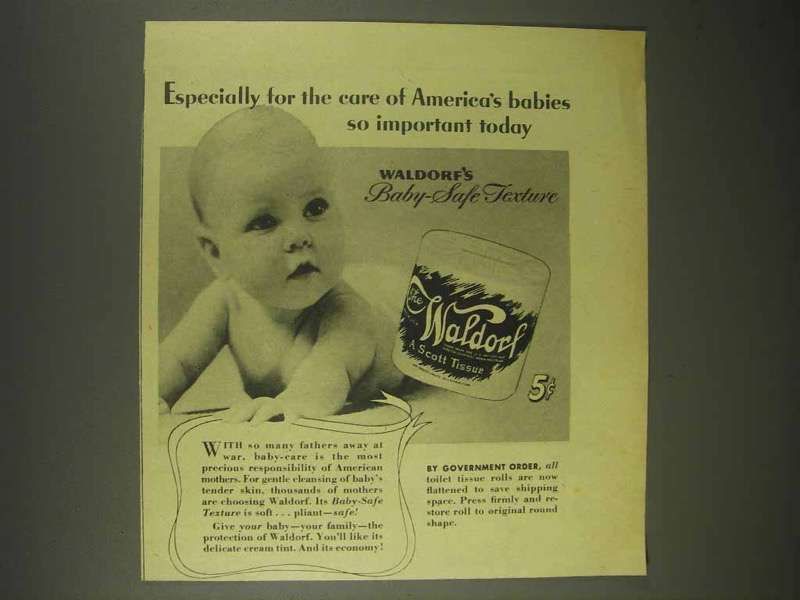 Especially for the care of America's babies
so important today
WALDORF'S
Baby-Safe Texture
The
Waldorf
A Scott Tissue
5¢
WITH so many fathers away at
war, baby-care is the most
precious responsibility of American
mothers. For gentle cleansing of baby's
tender skin, thousands of mothers
are choosing Waldorf. Its Baby-Safe
Texture is soft . . . pliant—safe!
Give your baby—your family—the
protection of Waldorf. You'll like its
delicate cream tint. And its economy!
BY GOVERNMENT ORDER, all
toilet tissue rolls are now
flattened to save shipping
space. Press firmly and re-
store roll to original round
shape.